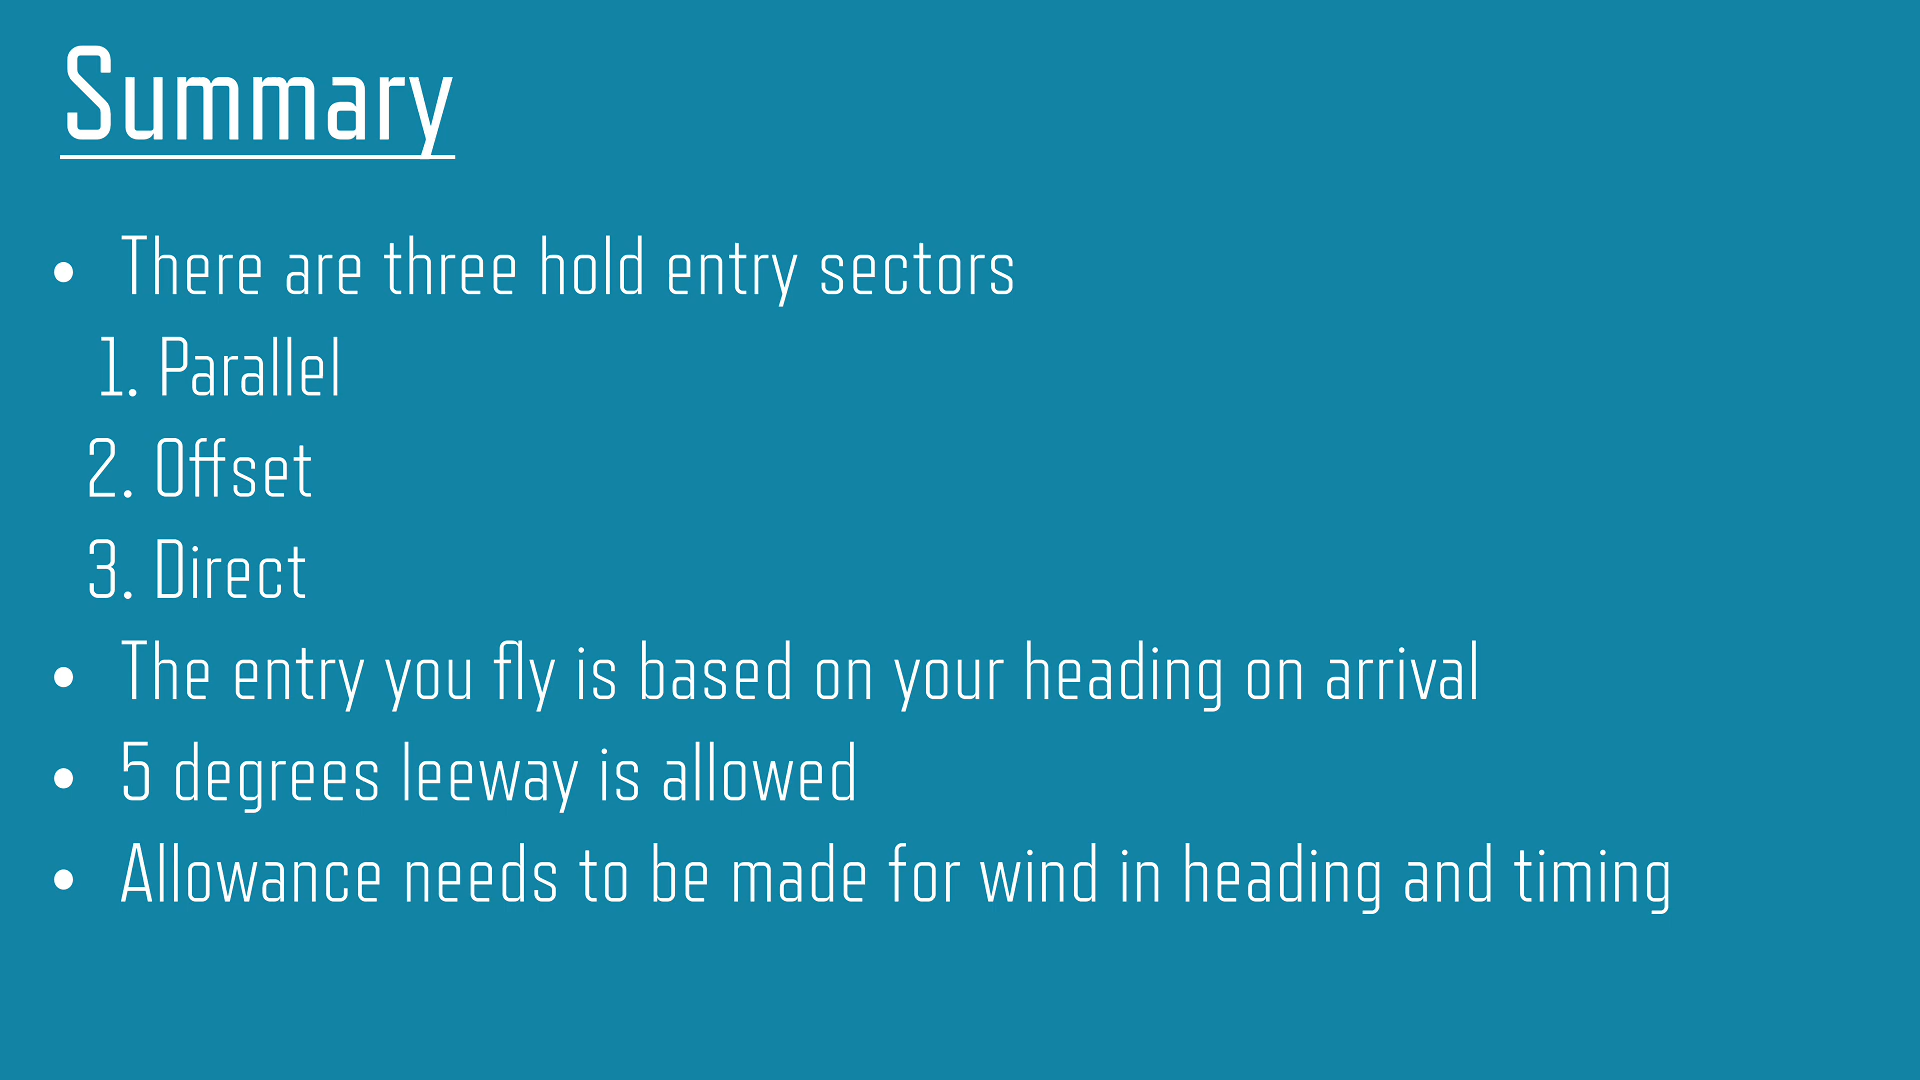 Summary
• There are three hold entry sectors
1. Parallel
2. Offset
3. Direct
• The entry you fly is based on your heading on arrival
• 5 degrees leeway is allowed
• Allowance needs to be made for wind in heading and timing